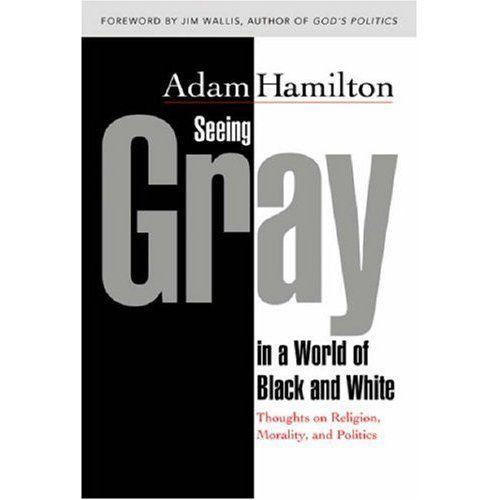 FOREWORD BY JIM WALLIS, AUTHOR OF GOD'S POLITICS
Adam Hamilton
Seeing
Gray
in a World of
Black and White
Thoughts on Religion,
Morality, and Politics